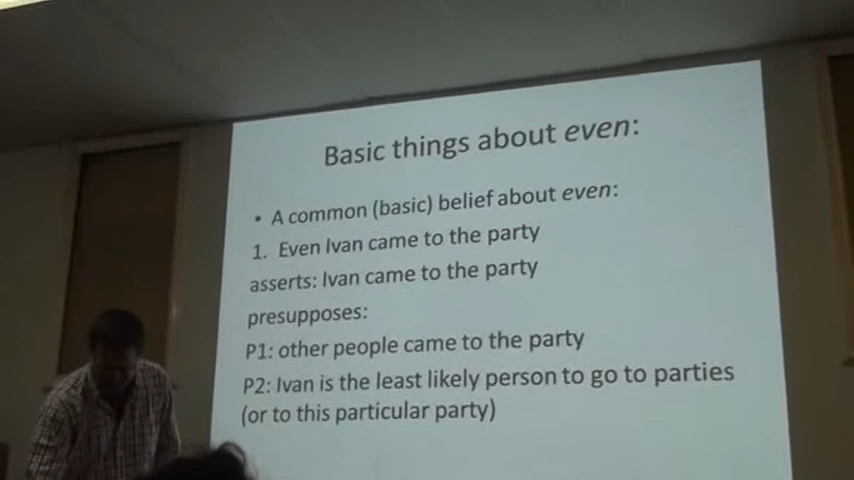 Basic things about even:
• A common (basic) belief about even:
1. Even Ivan came to the party
asserts: Ivan came to the party
presupposes:
P1: other people came to the party
P2: Ivan is the least likely person to go to parties
(or to this particular party)